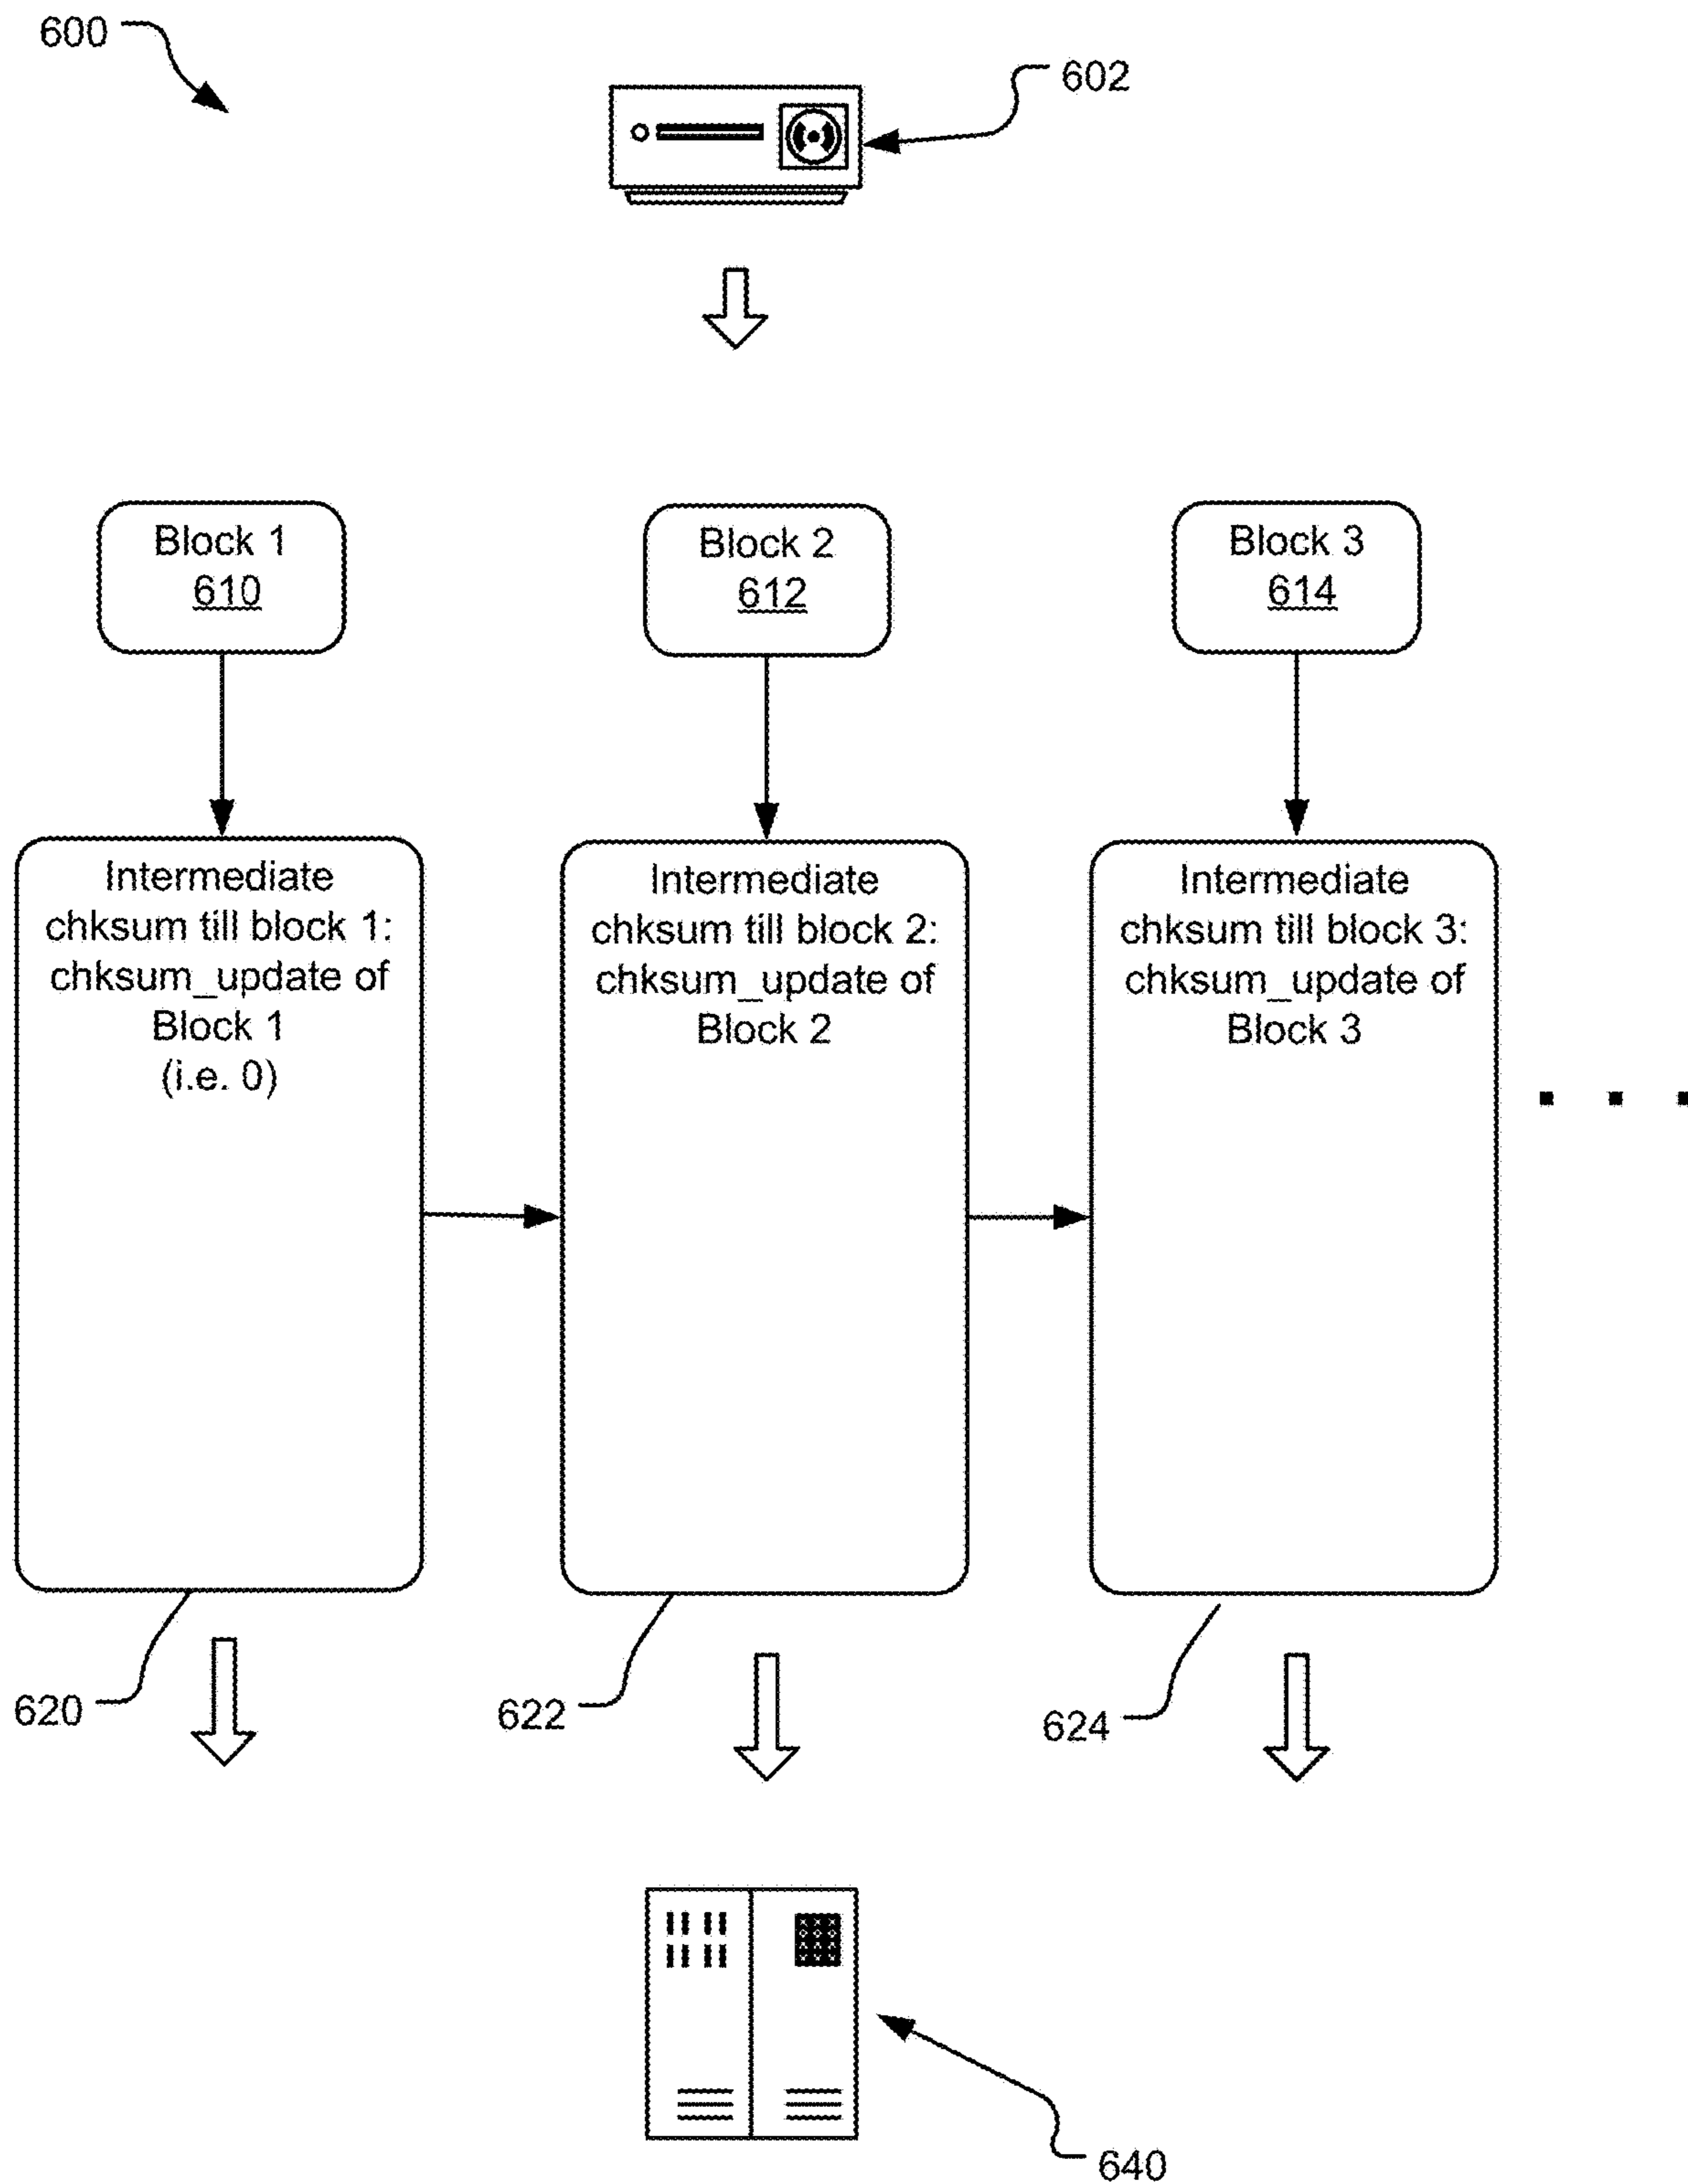 600
602
Block 1
610
Block 2
612
Block 3
614
Intermediate
chksum till block 1:
chksum_update of
Block 1
(i.e. 0)
Intermediate
chksum till block 2:
chksum_update of
Block 2
Intermediate
chksum till block 3:
chksum_update of
Block 3
. . .
620
622
624
640